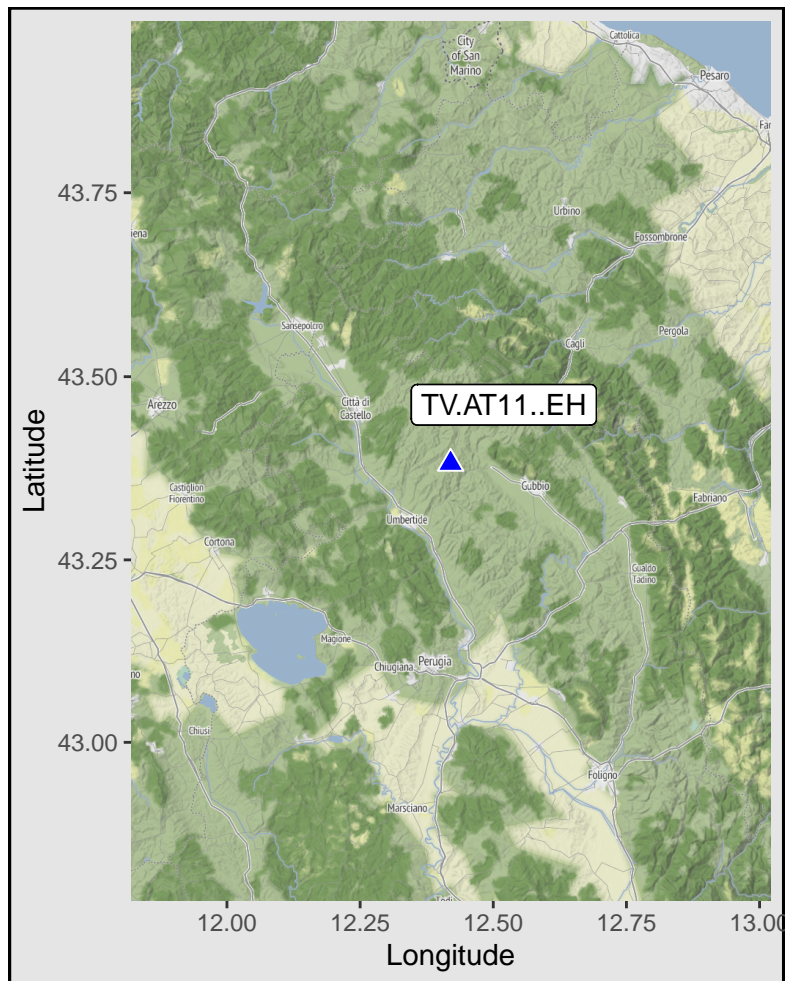 Cattolica
City
of San
Marino
Pesaro
43.75
Urbino
Fossombrone
Sansepolcro
Pergola
Cagli
43.50
Arezzo
Città di
Castello
TV.AT11..EH
Latitude
Castiglion
Fiorentino
Gubbio
Fabriano
Umbertide
Cortona
43.25
Gualdo
Tadino
Magione
Chiugiana
Perugia
Chiusi
43.00
Foligno
Marsciano
12.00
12.25
12.50
12.75
13.00
Longitude